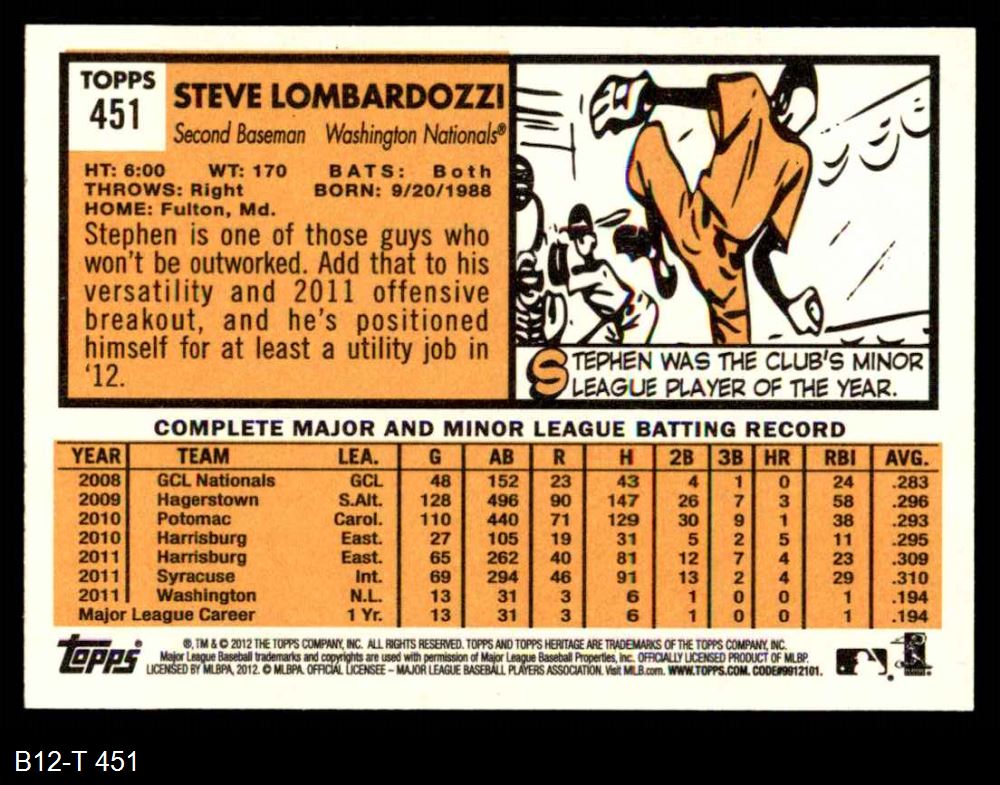 TOPPS
451
STEVE LOMBARDOZZI
Second Baseman Washington Nationals®
HT: 6:00 WT: 170 BATS: Both
THROWS: Right BORN: 9/20/1988
HOME: Fulton, Md.
Stephen is one of those guys who
won't be outworked. Add that to his
versatility and 2011 offensive
breakout, and he's positioned
himself for at least a utility job in
'12.
STEPHEN WAS THE CLUB'S MINOR
LEAGUE PLAYER OF THE YEAR.
COMPLETE MAJOR AND MINOR LEAGUE BATTING RECORD
YEAR TEAM LEA. G AB R H 2B 3B HR RBI AVG.
2008 GCL Nationals GCL 48 152 23 43 4 1 0 24 .283
2009 Hagerstown S.Alt. 128 496 90 147 26 7 3 58 .296
2010 Potomac Carol. 110 440 71 129 30 9 1 38 .293
2010 Harrisburg East. 27 105 19 31 5 2 5 11 .295
2011 Harrisburg East. 65 262 40 81 12 7 4 23 .309
2011 Syracuse Int. 69 294 46 91 13 2 4 29 .310
2011 Washington N.L. 13 31 3 6 1 0 0 1 .194
Major League Career 1 Yr. 13 31 3 6 1 0 0 1 .194
Topps
®, TM & © 2012 THE TOPPS COMPANY, INC. ALL RIGHTS RESERVED. TOPPS AND TOPPS HERITAGE ARE TRADEMARKS OF THE TOPPS COMPANY, INC.
Major League Baseball trademarks and copyrights are used with permission of Major League Baseball Properties, Inc. OFFICIALLY LICENSED PRODUCT OF MLBP.
LICENSED BY MLBPA, 2012. © MLBPA. OFFICIAL LICENSEE – MAJOR LEAGUE BASEBALL PLAYERS ASSOCIATION. Visit MLB.com. WWW.TOPPS.COM. CODE#9912101.
B12-T 451